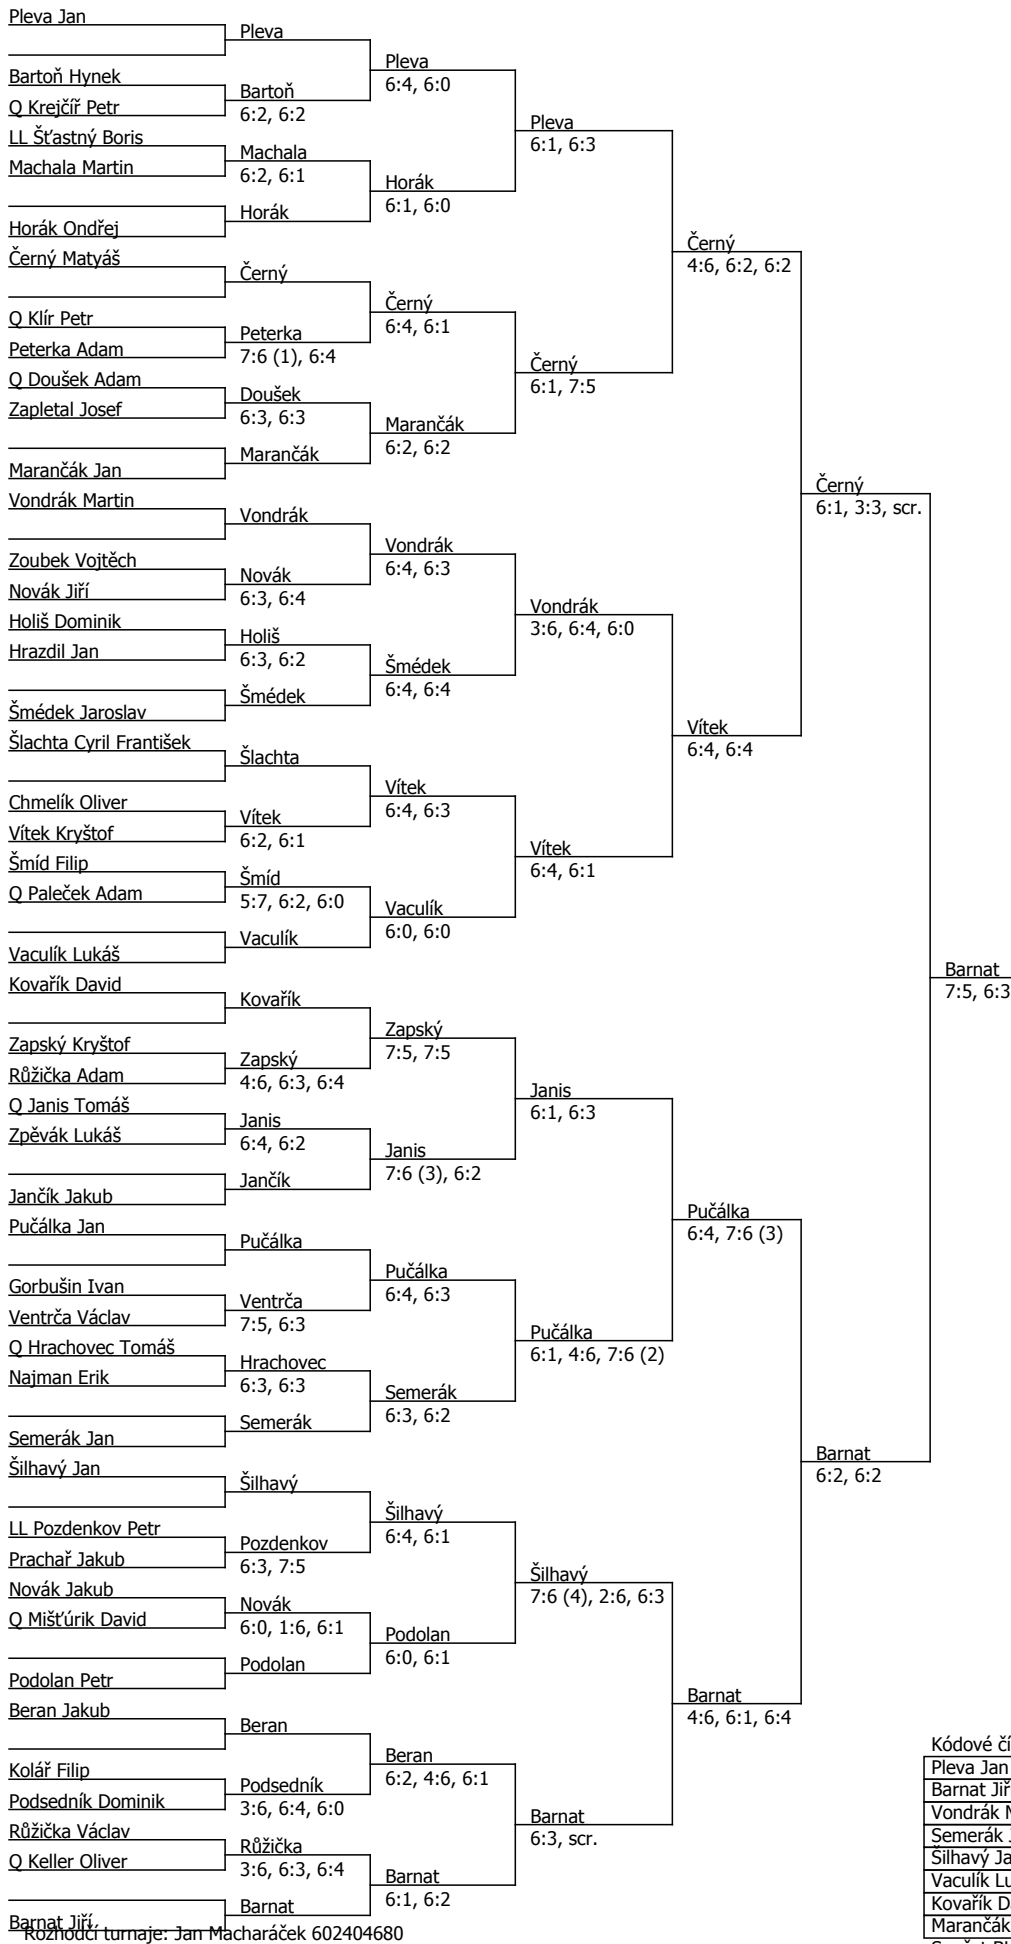 Pleva Jan
Pleva
Pleva
6:4, 6:0
Bartoň Hynek
Bartoň
Q Krejčíř Petr
6:2, 6:2
Pleva
6:1, 6:3
LL Šťastný Boris
Machala
Machala Martin
6:2, 6:1
Horák
6:1, 6:0
Horák
Horák Ondřej
Černý
4:6, 6:2, 6:2
Černý Matyáš
Černý
Černý
6:4, 6:1
Q Klír Petr
Peterka
Peterka Adam
7:6 (1), 6:4
Černý
6:1, 7:5
Q Doušek Adam
Doušek
Zapletal Josef
6:3, 6:3
Marančák
6:2, 6:2
Marančák
Marančák Jan
Černý
6:1, 3:3, scr.
Vondrák Martin
Vondrák
Vondrák
6:4, 6:3
Zoubek Vojtěch
Novák
Novák Jiří
6:3, 6:4
Vondrák
3:6, 6:4, 6:0
Holiš Dominik
Holiš
Hrazdil Jan
6:3, 6:2
Šmédek
6:4, 6:4
Šmédek
Šmédek Jaroslav
Vítek
6:4, 6:4
Šlachta Cyril František
Šlachta
Vítek
6:4, 6:3
Chmelík Oliver
Vítek
Vítek Kryštof
6:2, 6:1
Vítek
6:4, 6:1
Šmíd Filip
Šmíd
Q Paleček Adam
5:7, 6:2, 6:0
Vaculík
6:0, 6:0
Vaculík
Vaculík Lukáš
Barnat
7:5, 6:3
Kovařík David
Kovařík
Zapský
7:5, 7:5
Zapský Kryštof
Zapský
Růžička Adam
4:6, 6:3, 6:4
Janis
6:1, 6:3
Q Janis Tomáš
Janis
Zpěvák Lukáš
6:4, 6:2
Janis
7:6 (3), 6:2
Jančík
Jančík Jakub
Pučálka
6:4, 7:6 (3)
Pučálka Jan
Pučálka
Pučálka
6:4, 6:3
Gorbušin Ivan
Ventrča
Ventrča Václav
7:5, 6:3
Pučálka
6:1, 4:6, 7:6 (2)
Q Hrachovec Tomáš
Hrachovec
Najman Erik
6:3, 6:3
Semerák
6:3, 6:2
Semerák
Semerák Jan
Barnat
6:2, 6:2
Šilhavý Jan
Šilhavý
Šilhavý
6:4, 6:1
LL Pozdenkov Petr
Pozdenkov
Prachař Jakub
6:3, 7:5
Šilhavý
7:6 (4), 2:6, 6:3
Novák Jakub
Novák
Q Mišťúrik David
6:0, 1:6, 6:1
Podolan
6:0, 6:1
Podolan
Podolan Petr
Barnat
4:6, 6:1, 6:4
Beran Jakub
Beran
Beran
6:2, 4:6, 6:1
Kolář Filip
Podsedník
Podsedník Dominik
3:6, 6:4, 6:0
Barnat
6:3, scr.
Růžička Václav
Růžička
Q Keller Oliver
3:6, 6:3, 6:4
Barnat
6:1, 6:2
Barnat
Barnat Jiří
Rozhodčí turnaje: Jan Macharáček 602404680
Kódové čí
Pleva Jan
Barnat Jiř
Vondrák M
Semerák J
Šilhavý Ja
Vaculík Lu
Kovařík Da
Marančák